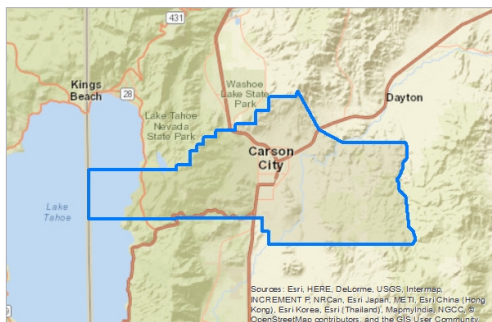 431
Kings
Beach
28
Washoe
Lake State
Park
Dayton
Lake Tahoe
Nevada
State Park
Carson
City
Lake
Tahoe
Sources: Esri, HERE, DeLorme, USGS, Intermap,
INCREMENT P, NRCan, Esri Japan, METI, Esri China (Hong
Kong), Esri Korea, Esri (Thailand), MapmyIndia, NGCC, ©
OpenStreetMap contributors, and the GIS User Community